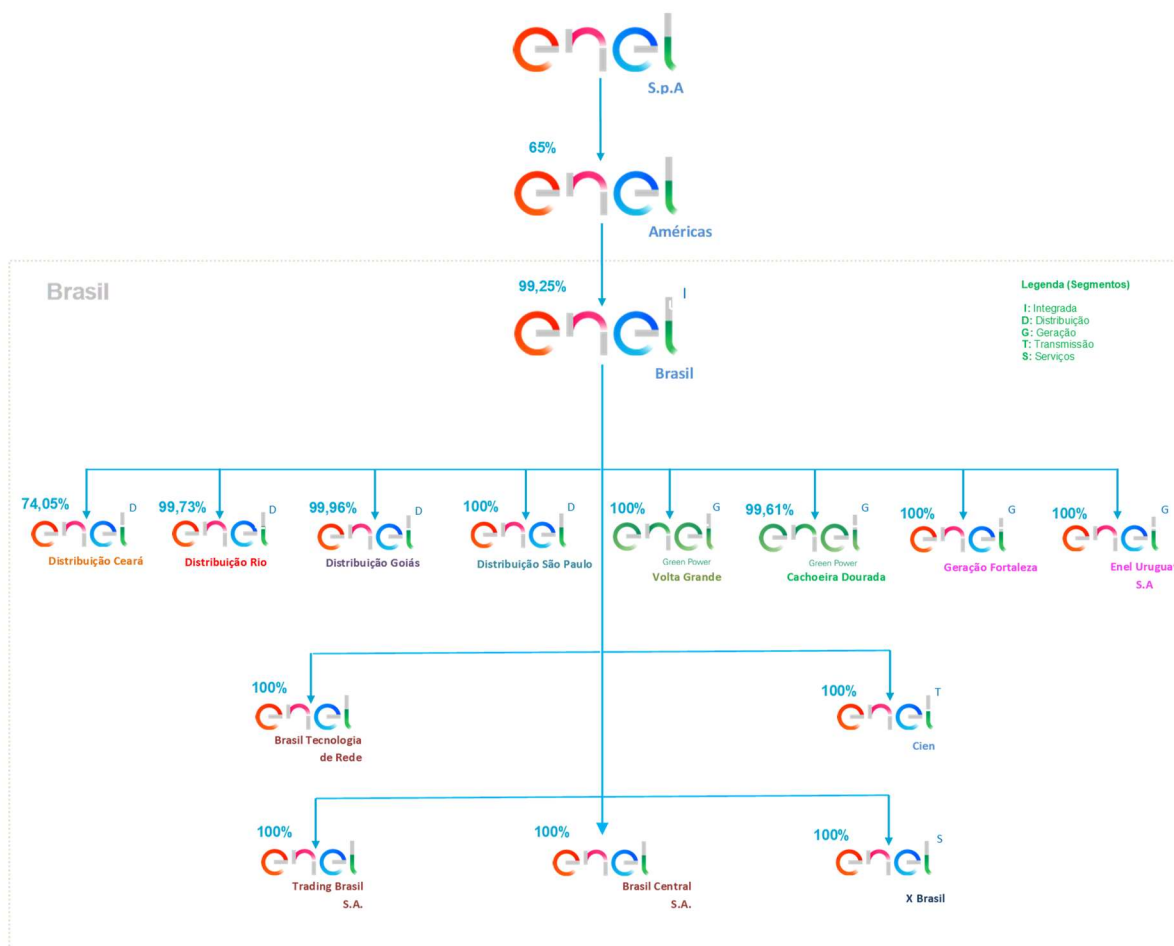 enel
S.p.A
65%
enel
Américas
Brasil
99,25%
enel I
Brasil
Legenda (Segmentos)
I: Integrada
D: Distribuição
G: Geração
T: Transmissão
S: Serviços
74,05%
enel D
Distribuição Ceará
99,73%
enel D
Distribuição Rio
99,96%
enel D
Distribuição Goiás
100%
enel D
Distribuição São Paulo
100%
enel G
Green Power
Volta Grande
99,61%
enel G
Green Power
Cachoeira Dourada
100%
enel G
Geração Fortaleza
100%
enel G
Enel Uruguai
S.A
100%
enel
Brasil Tecnologia
de Rede
100%
enel T
Cien
100%
enel
Trading Brasil
S.A.
100%
enel
Brasil Central
S.A.
100%
enel S
X Brasil